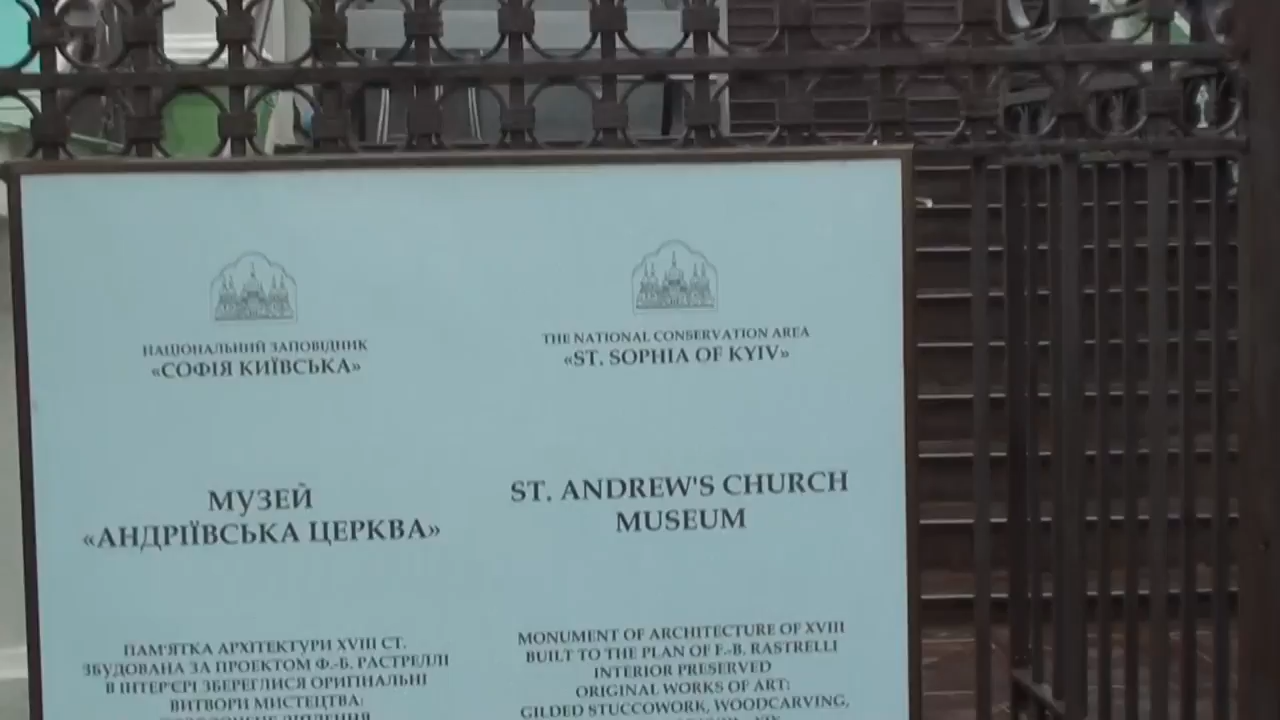 НАЦІОНАЛЬНИЙ ЗАПОВІДНИК
«СОФІЯ КИЇВСЬКА»
МУЗЕЙ
«АНДРІЇВСЬКА ЦЕРКВА»
ПАМ'ЯТКА АРХІТЕКТУРИ XVIII СТ.
ЗБУДОВАНА ЗА ПРОЕКТОМ Ф.-Б. РАСТРЕЛЛІ
В ІНТЕР'ЄРІ ЗБЕРЕГЛИСЯ ОРИГІНАЛЬНІ
ВИТВОРИ МИСТЕЦТВА:
THE NATIONAL CONSERVATION AREA
«ST. SOPHIA OF KYIV»
ST. ANDREW'S CHURCH
MUSEUM
MONUMENT OF ARCHITECTURE OF XVIII
BUILT TO THE PLAN OF F.-B. RASTRELLI
INTERIOR PRESERVED
ORIGINAL WORKS OF ART:
GILDED STUCCOWORK, WOODCARVING,